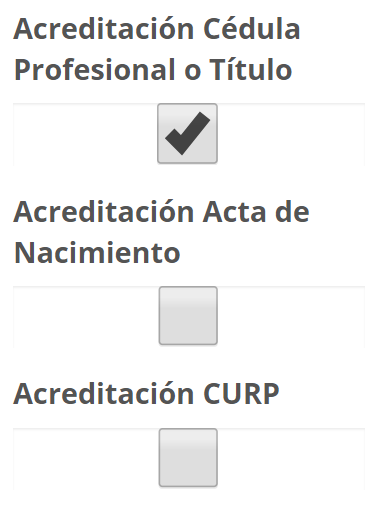 Acreditación Cédula
Profesional o Título
Acreditación Acta de
Nacimiento
Acreditación CURP